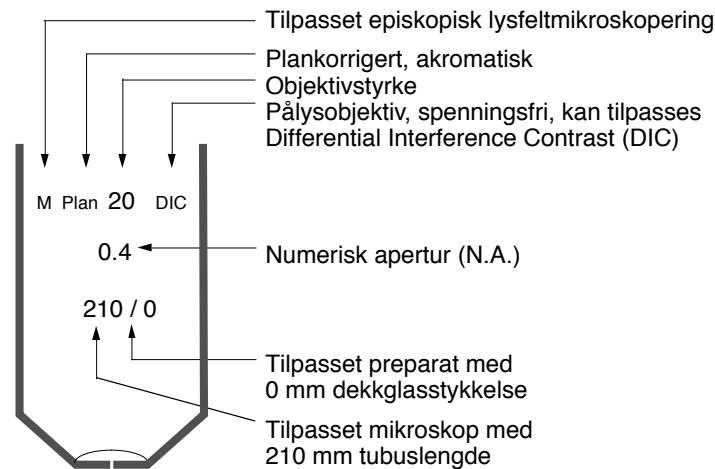 Tilpasset episkopisk lysfeltmikroskopering
Plankorrigert, akromatisk
Objektivstyrke
Pålysobjektiv, spenningsfri, kan tilpasses
Differential Interference Contrast (DIC)
M Plan 20 DIC
0.4
Numerisk apertur (N.A.)
210 / 0
Tilpasset preparat med
0 mm dekkglasstykkelse
Tilpasset mikroskop med
210 mm tubuslengde